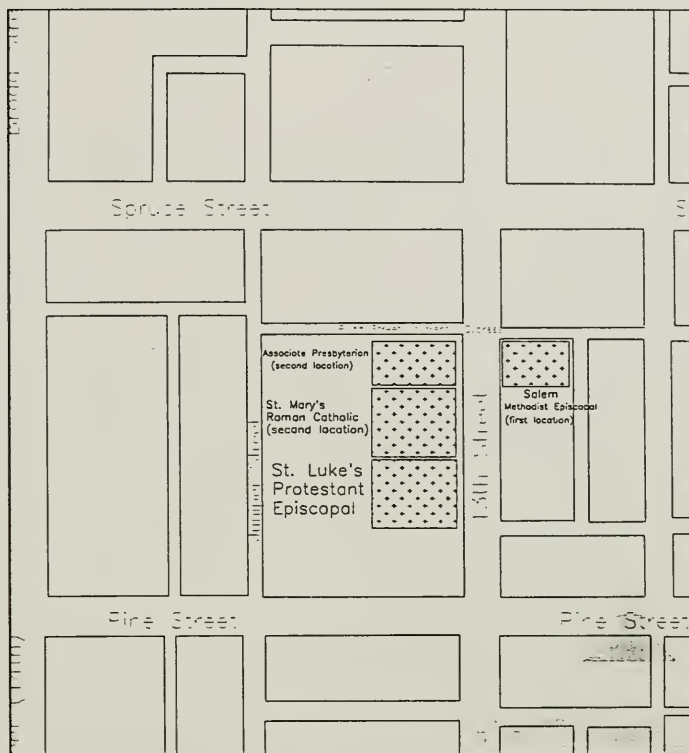 Spruce Street
Associate Presbyterian
(second location)
St. Mary's
Roman Catholic
(second location)
St. Luke's
Protestant
Episcopal
Salem
Methodist Episcopal
(first location)
13th Street
Pine Street
Pine Street